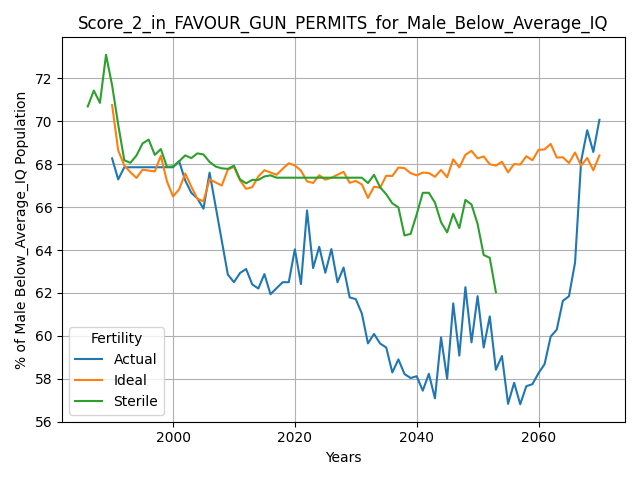 Score_2_in_FAVOUR_GUN_PERMITS_for_Male_Below_Average_IQ
% of Male Below_Average_IQ Population
72
70
68
66
64
62
60
58
56
Fertility
Actual
Ideal
Sterile
2000 2020 2040 2060
Years